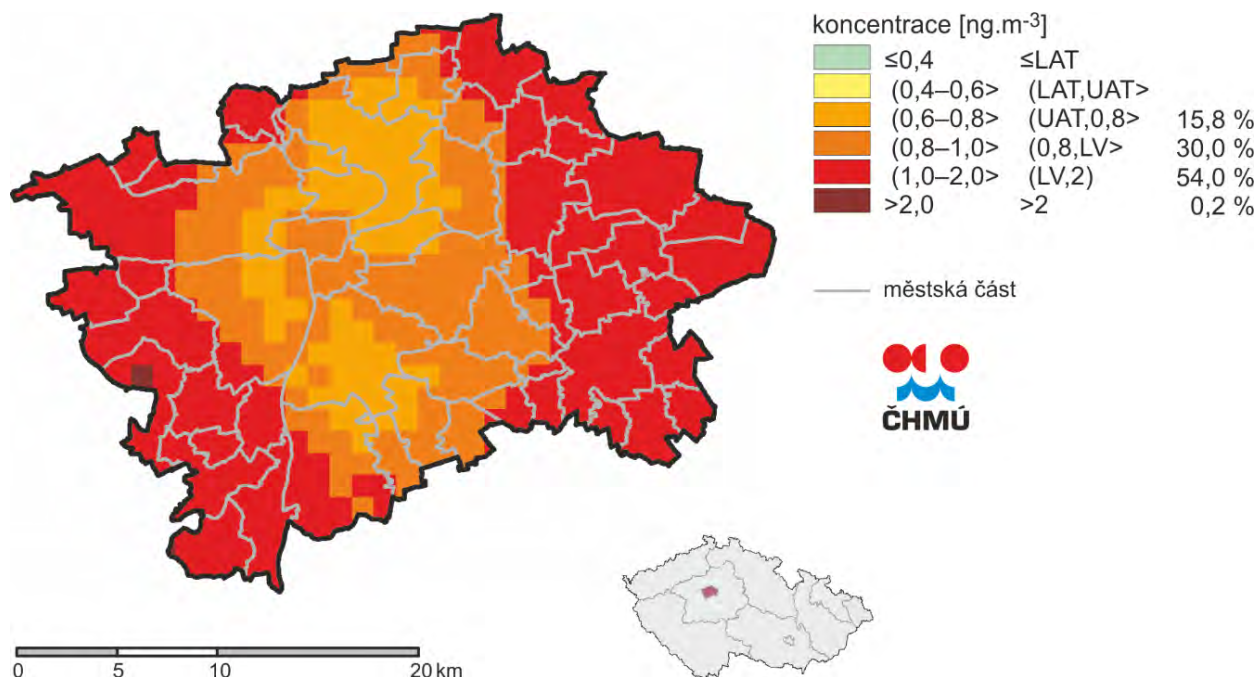 koncentrace [ng.m-3]
≤0,4 ≤LAT
(0,4–0,6> (LAT,UAT>
(0,6–0,8> (UAT,0,8> 15,8 %
(0,8–1,0> (0,8,LV> 30,0 %
(1,0–2,0> (LV,2) 54,0 %
>2,0 >2 0,2 %
městská část
ČHMÚ
0 5 10 20 km